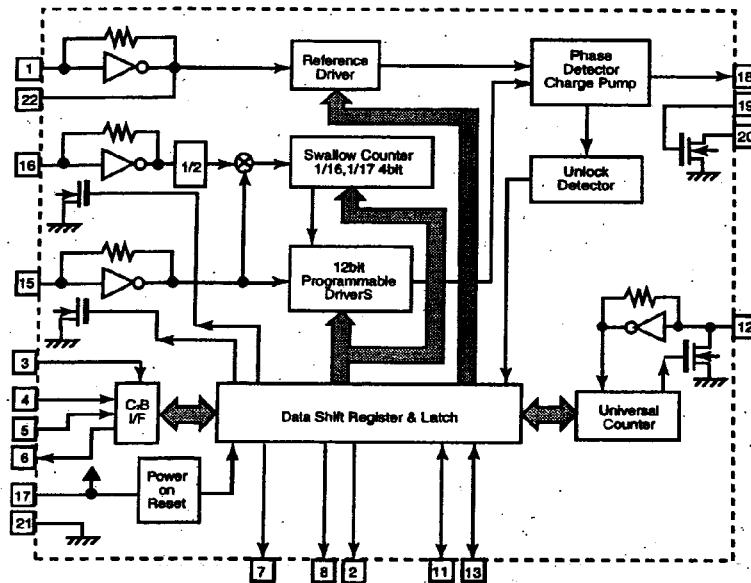 1
Reference
Driver
Phase
Detector
Charge Pump
18
22
19
20
16
1/2
Swallow Counter
1/16,1/17 4bit
Unlock
Detector
15
12bit
Programmable
DriverS
12
3
4
5
6
C₂B
I/F
Data Shift Register & Latch
Universal
Counter
17
Power
on
Reset
21
7
8
2
11
13